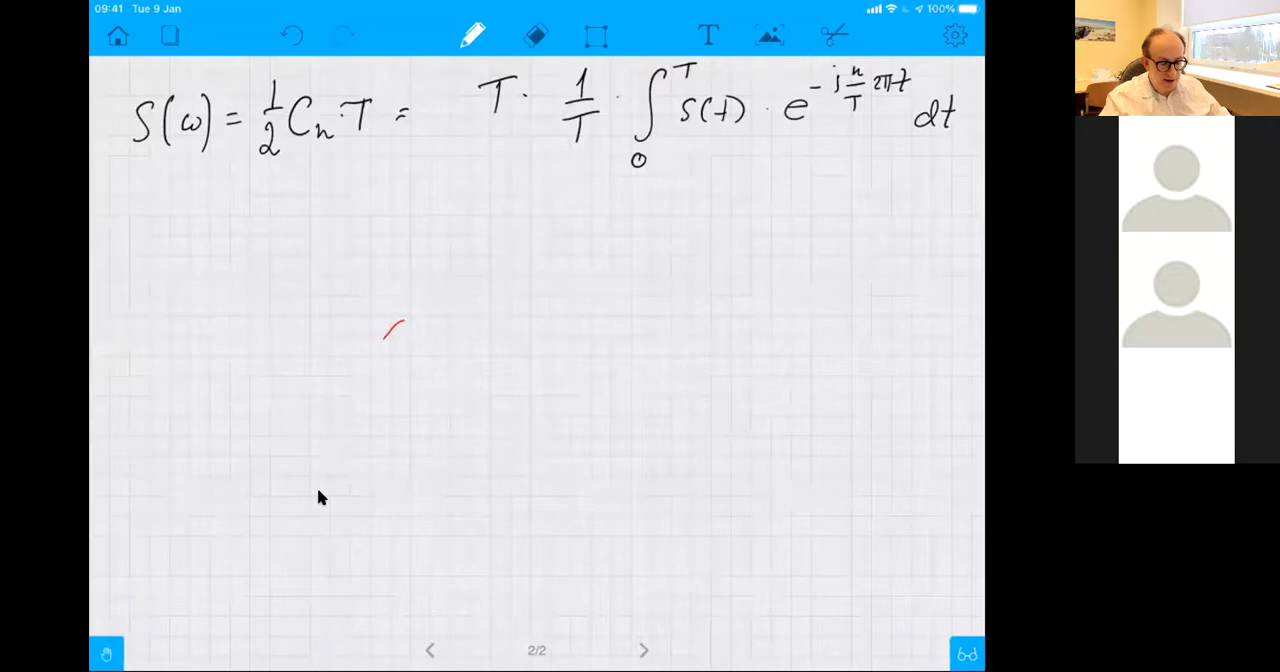 09:41 Tue 9 Jan 100%
T
S(ω) = 1/2 Cₙ · T = T · 1/T · ∫₀ᵀ s(t) · e^(-j n/T 2πt) dt
2/2